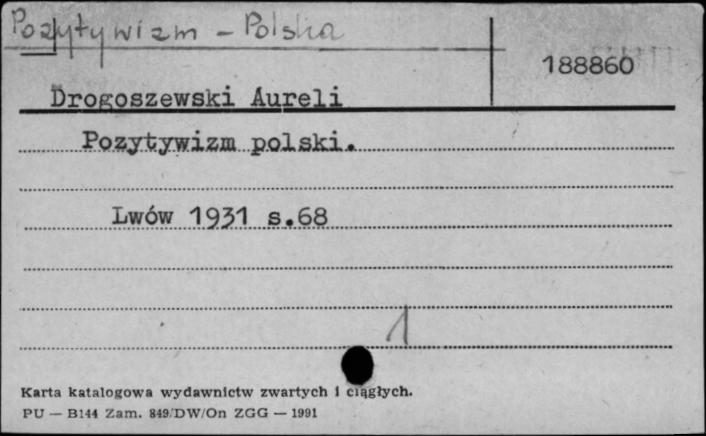 Pozytywizm - Polska
188860
Drogoszewski Aureli
Pozytywizm polski.
Lwów 1931 s.68
1
Karta katalogowa wydawnictw zwartych i ciągłych.
PU — B144 Zam. 849/DW/On ZGG — 1991